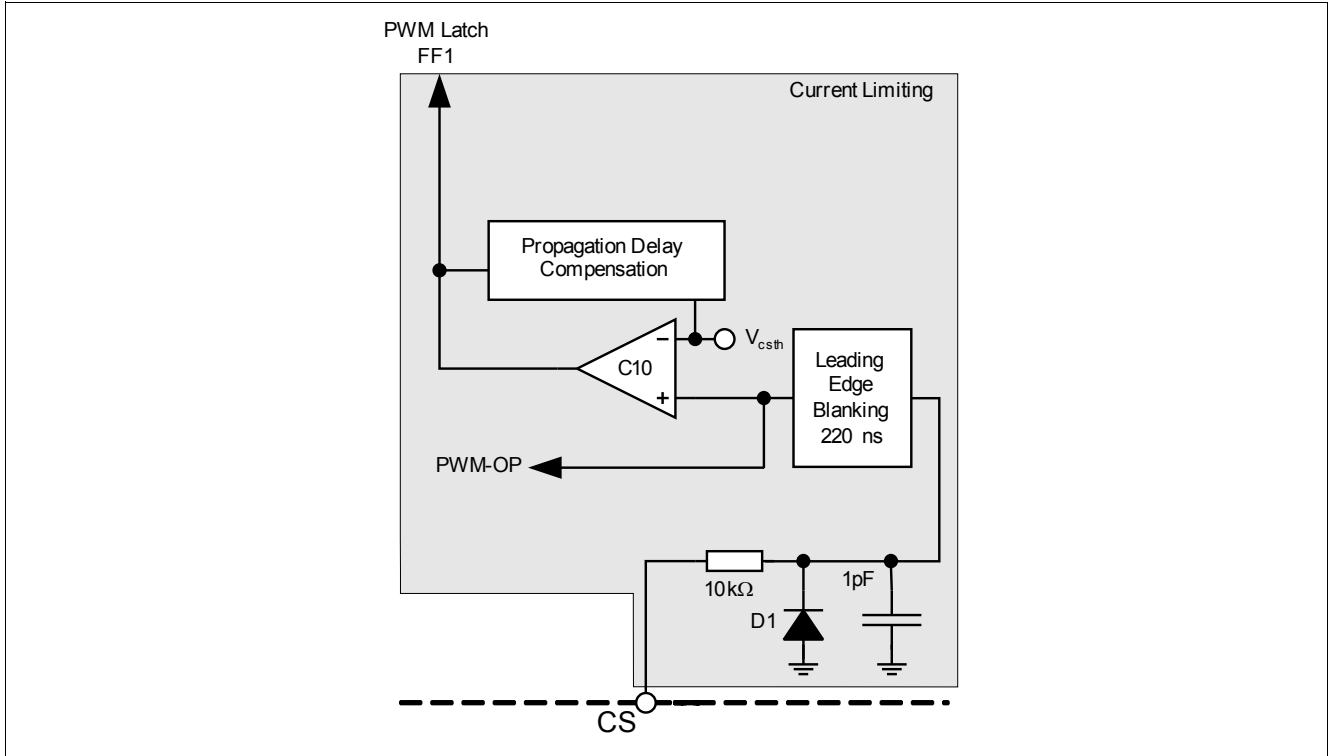 PWM Latch
FF1
Current Limiting
Propagation Delay
Compensation
Vcsth
C10
−
+
Leading
Edge
Blanking
220 ns
PWM-OP
10kΩ
1pF
D1
CS